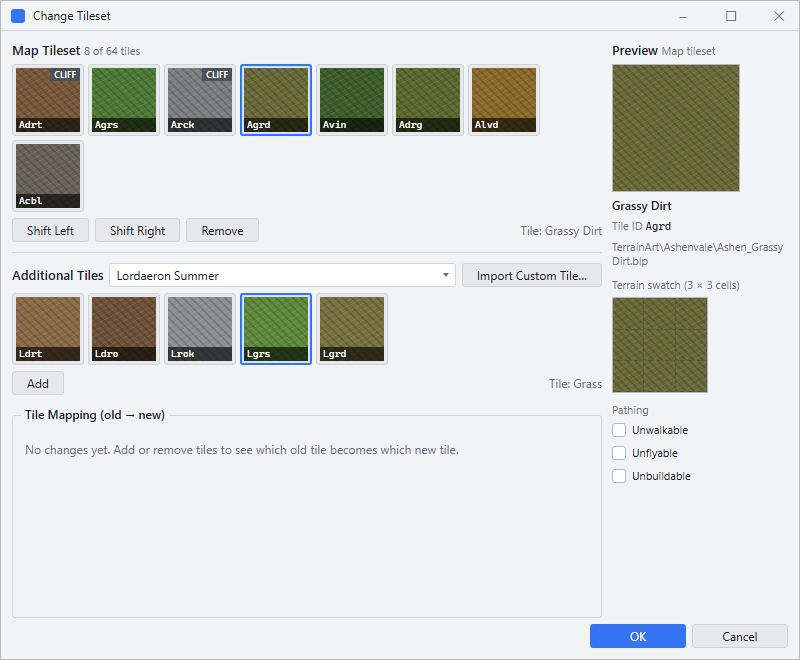 Change Tileset
Map Tileset 8 of 64 tiles
CLIFF
Adrt
Agrs
CLIFF
Arck
Agrd
Avin
Adrg
Alvd
Acbl
Shift Left
Shift Right
Remove
Tile: Grassy Dirt
Additional Tiles
Lordaeron Summer
Import Custom Tile...
Ldrt
Ldro
Lrok
Lgrs
Lgrd
Add
Tile: Grass
Tile Mapping (old → new)
No changes yet. Add or remove tiles to see which old tile becomes which new tile.
Preview Map tileset
Grassy Dirt
Tile ID Agrd
TerrainArt\Ashenvale\Ashen_Grassy
Dirt.blp
Terrain swatch (3 × 3 cells)
Pathing
Unwalkable
Unflyable
Unbuildable
OK
Cancel